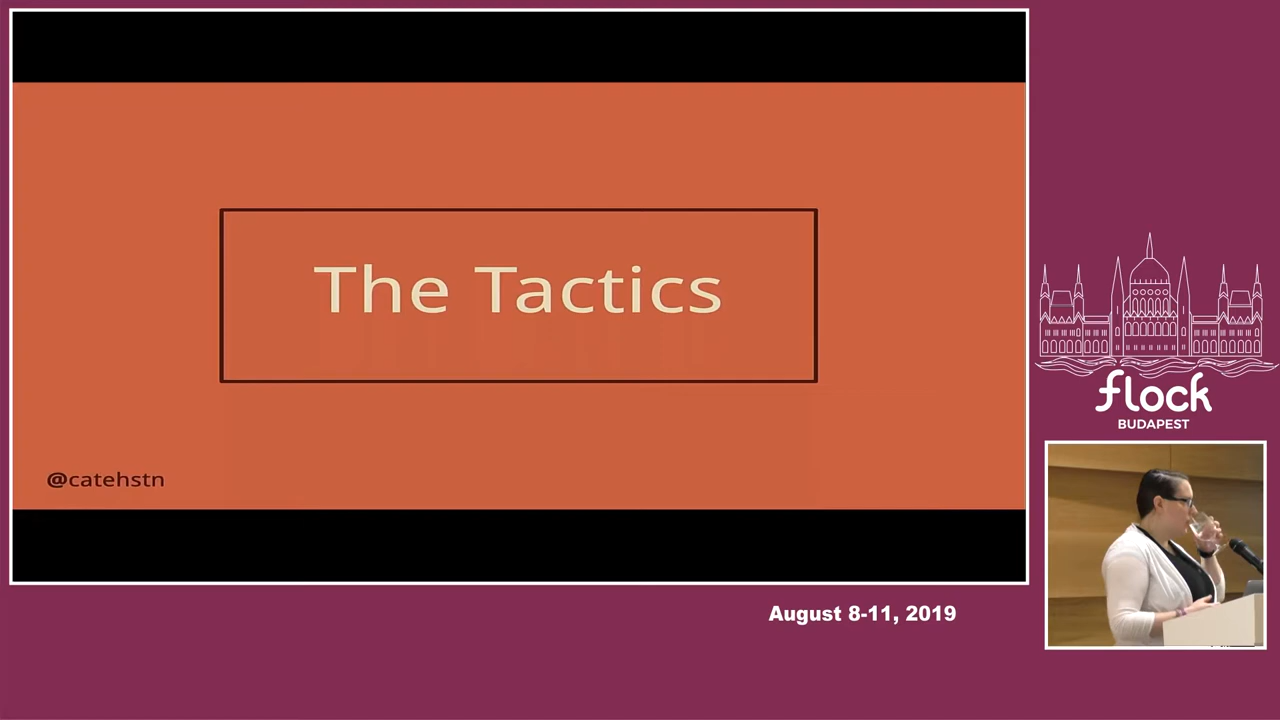 The Tactics
@catehstn
flock
BUDAPEST
August 8-11, 2019